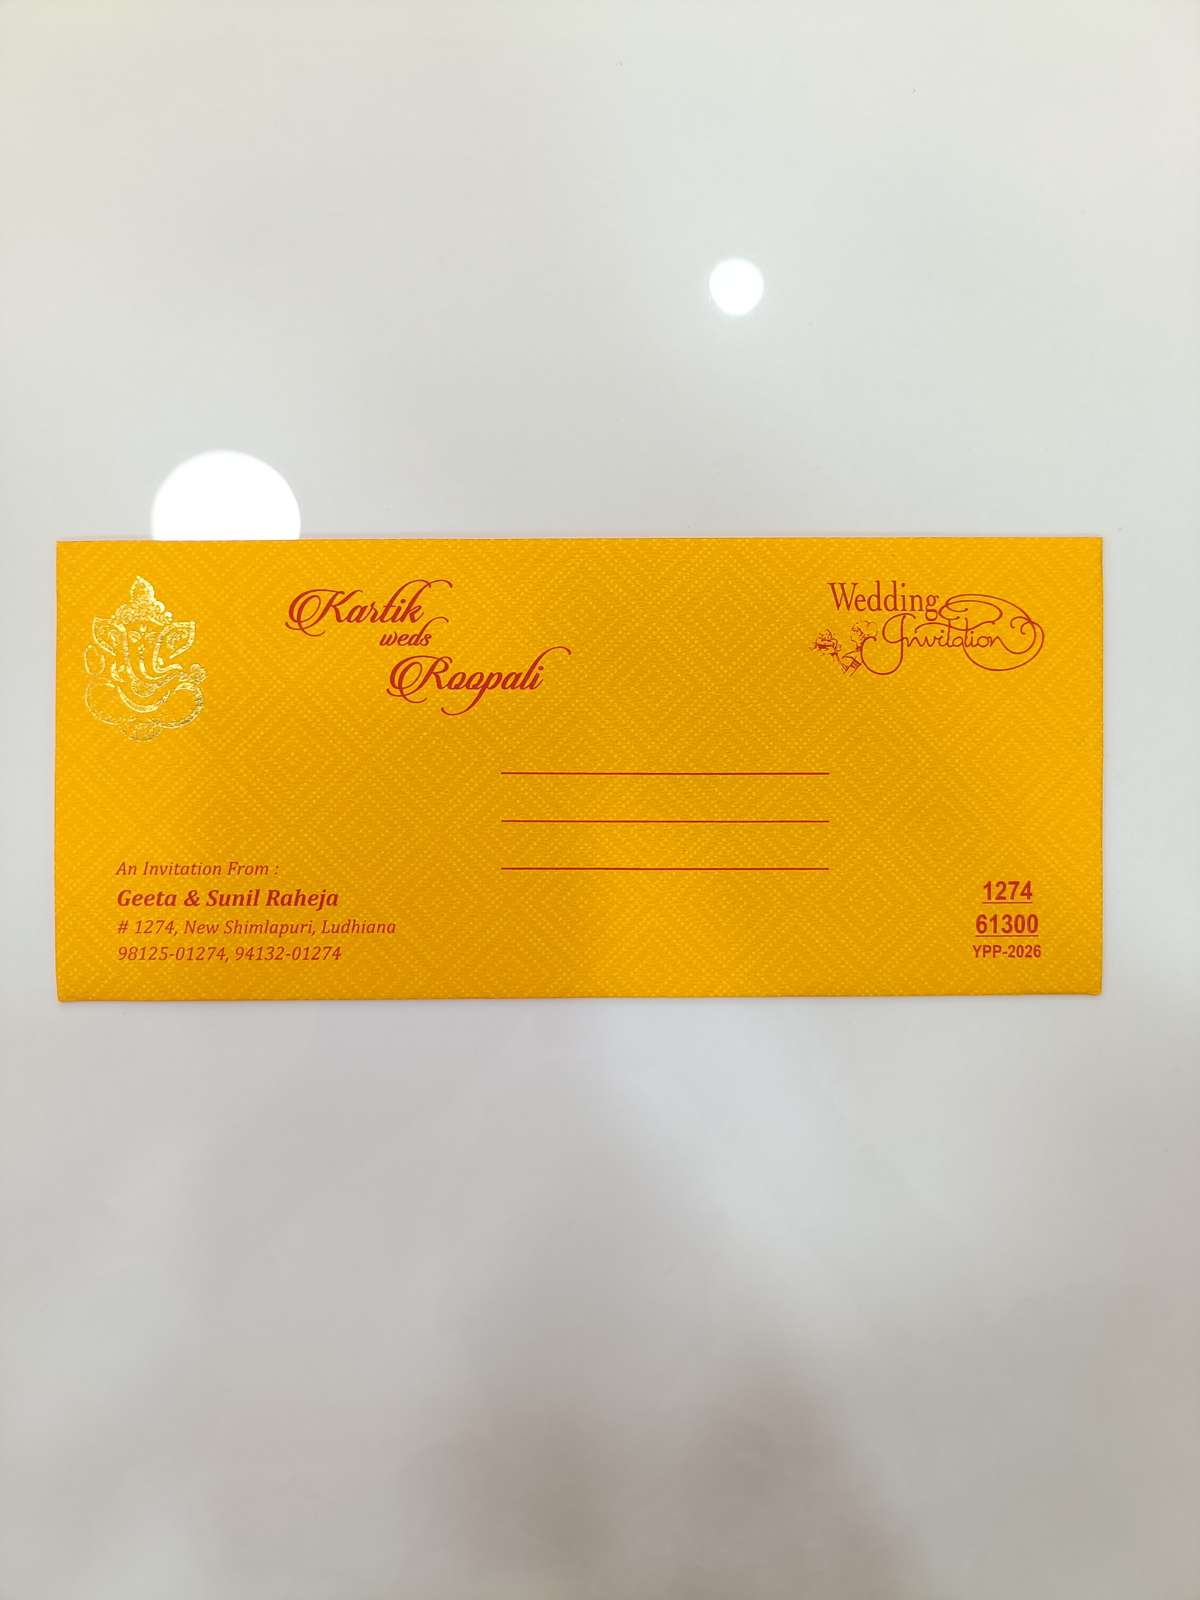 Kartik
weds
Roopali
Wedding
Invitation
An Invitation From :
Geeta & Sunil Raheja
# 1274, New Shimlapuri, Ludhiana
98125-01274, 94132-01274
1274
61300
YPP-2026